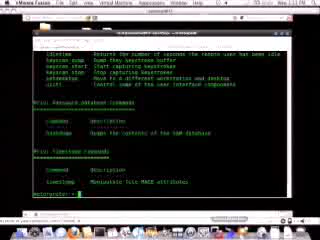 VMware Fusion File Edit View Virtual Machine Applications Window Help
idletime Returns the number of seconds the remote user has been idle
keyscan_dump Dump they keystroke buffer
keyscan_start Start capturing keystrokes
keyscan_stop Stop capturing keystrokes
setdesktop Move to a different workstation and desktop
uictl Control some of the user interface components
Priv: Password database Commands
Command Description
hashdump Dumps the contents of the SAM database
Priv: Timestomp Commands
Command Description
timestomp Manipulate file MACE attributes
meterpreter >